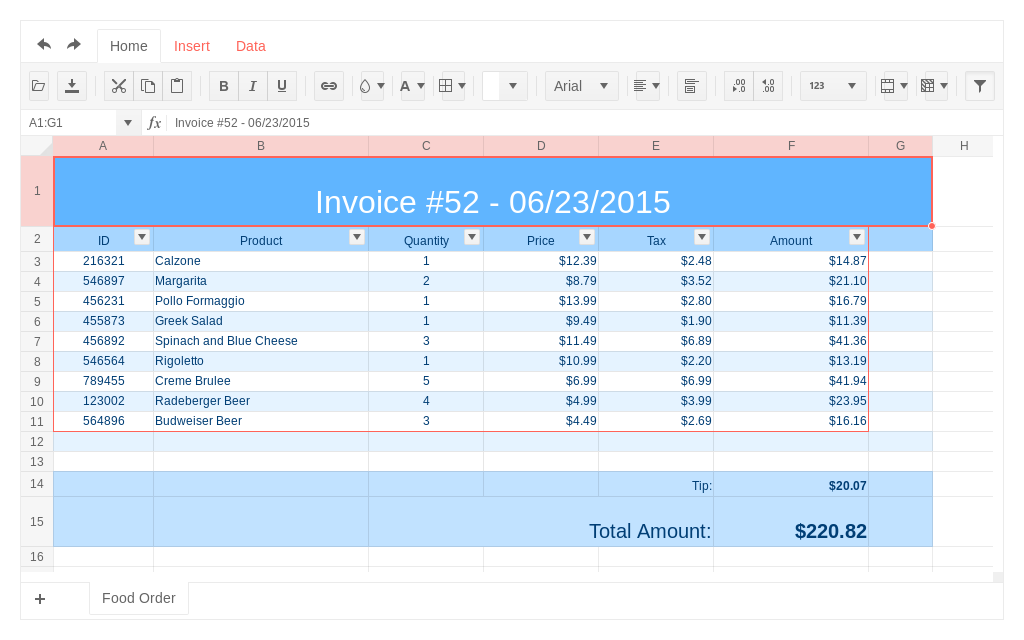 Home Insert Data
B I U A Arial .00 .0 .0 .00 123
A1:G1 fx Invoice #52 - 06/23/2015
A B C D E F G H
1 Invoice #52 - 06/23/2015
2 ID Product Quantity Price Tax Amount
3 216321 Calzone 1 $12.39 $2.48 $14.87
4 546897 Margarita 2 $8.79 $3.52 $21.10
5 456231 Pollo Formaggio 1 $13.99 $2.80 $16.79
6 455873 Greek Salad 1 $9.49 $1.90 $11.39
7 456892 Spinach and Blue Cheese 3 $11.49 $6.89 $41.36
8 546564 Rigoletto 1 $10.99 $2.20 $13.19
9 789455 Creme Brulee 5 $6.99 $6.99 $41.94
10 123002 Radeberger Beer 4 $4.99 $3.99 $23.95
11 564896 Budweiser Beer 3 $4.49 $2.69 $16.16
12
13
14 Tip: $20.07
15 Total Amount: $220.82
16
+ Food Order